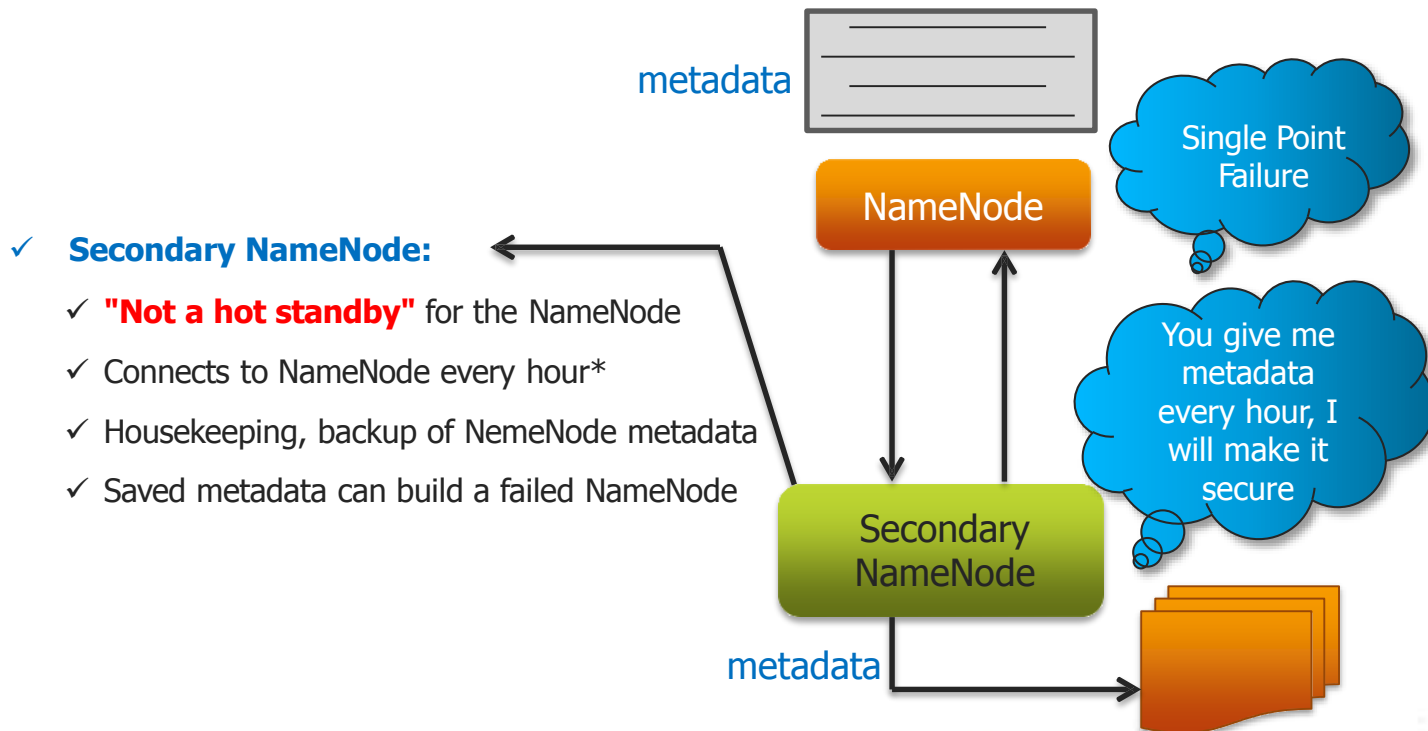 metadata
Single Point
Failure
NameNode
✓ Secondary NameNode:
✓ "Not a hot standby" for the NameNode
✓ Connects to NameNode every hour*
✓ Housekeeping, backup of NemeNode metadata
✓ Saved metadata can build a failed NameNode
You give me
metadata
every hour, I
will make it
secure
Secondary
NameNode
metadata